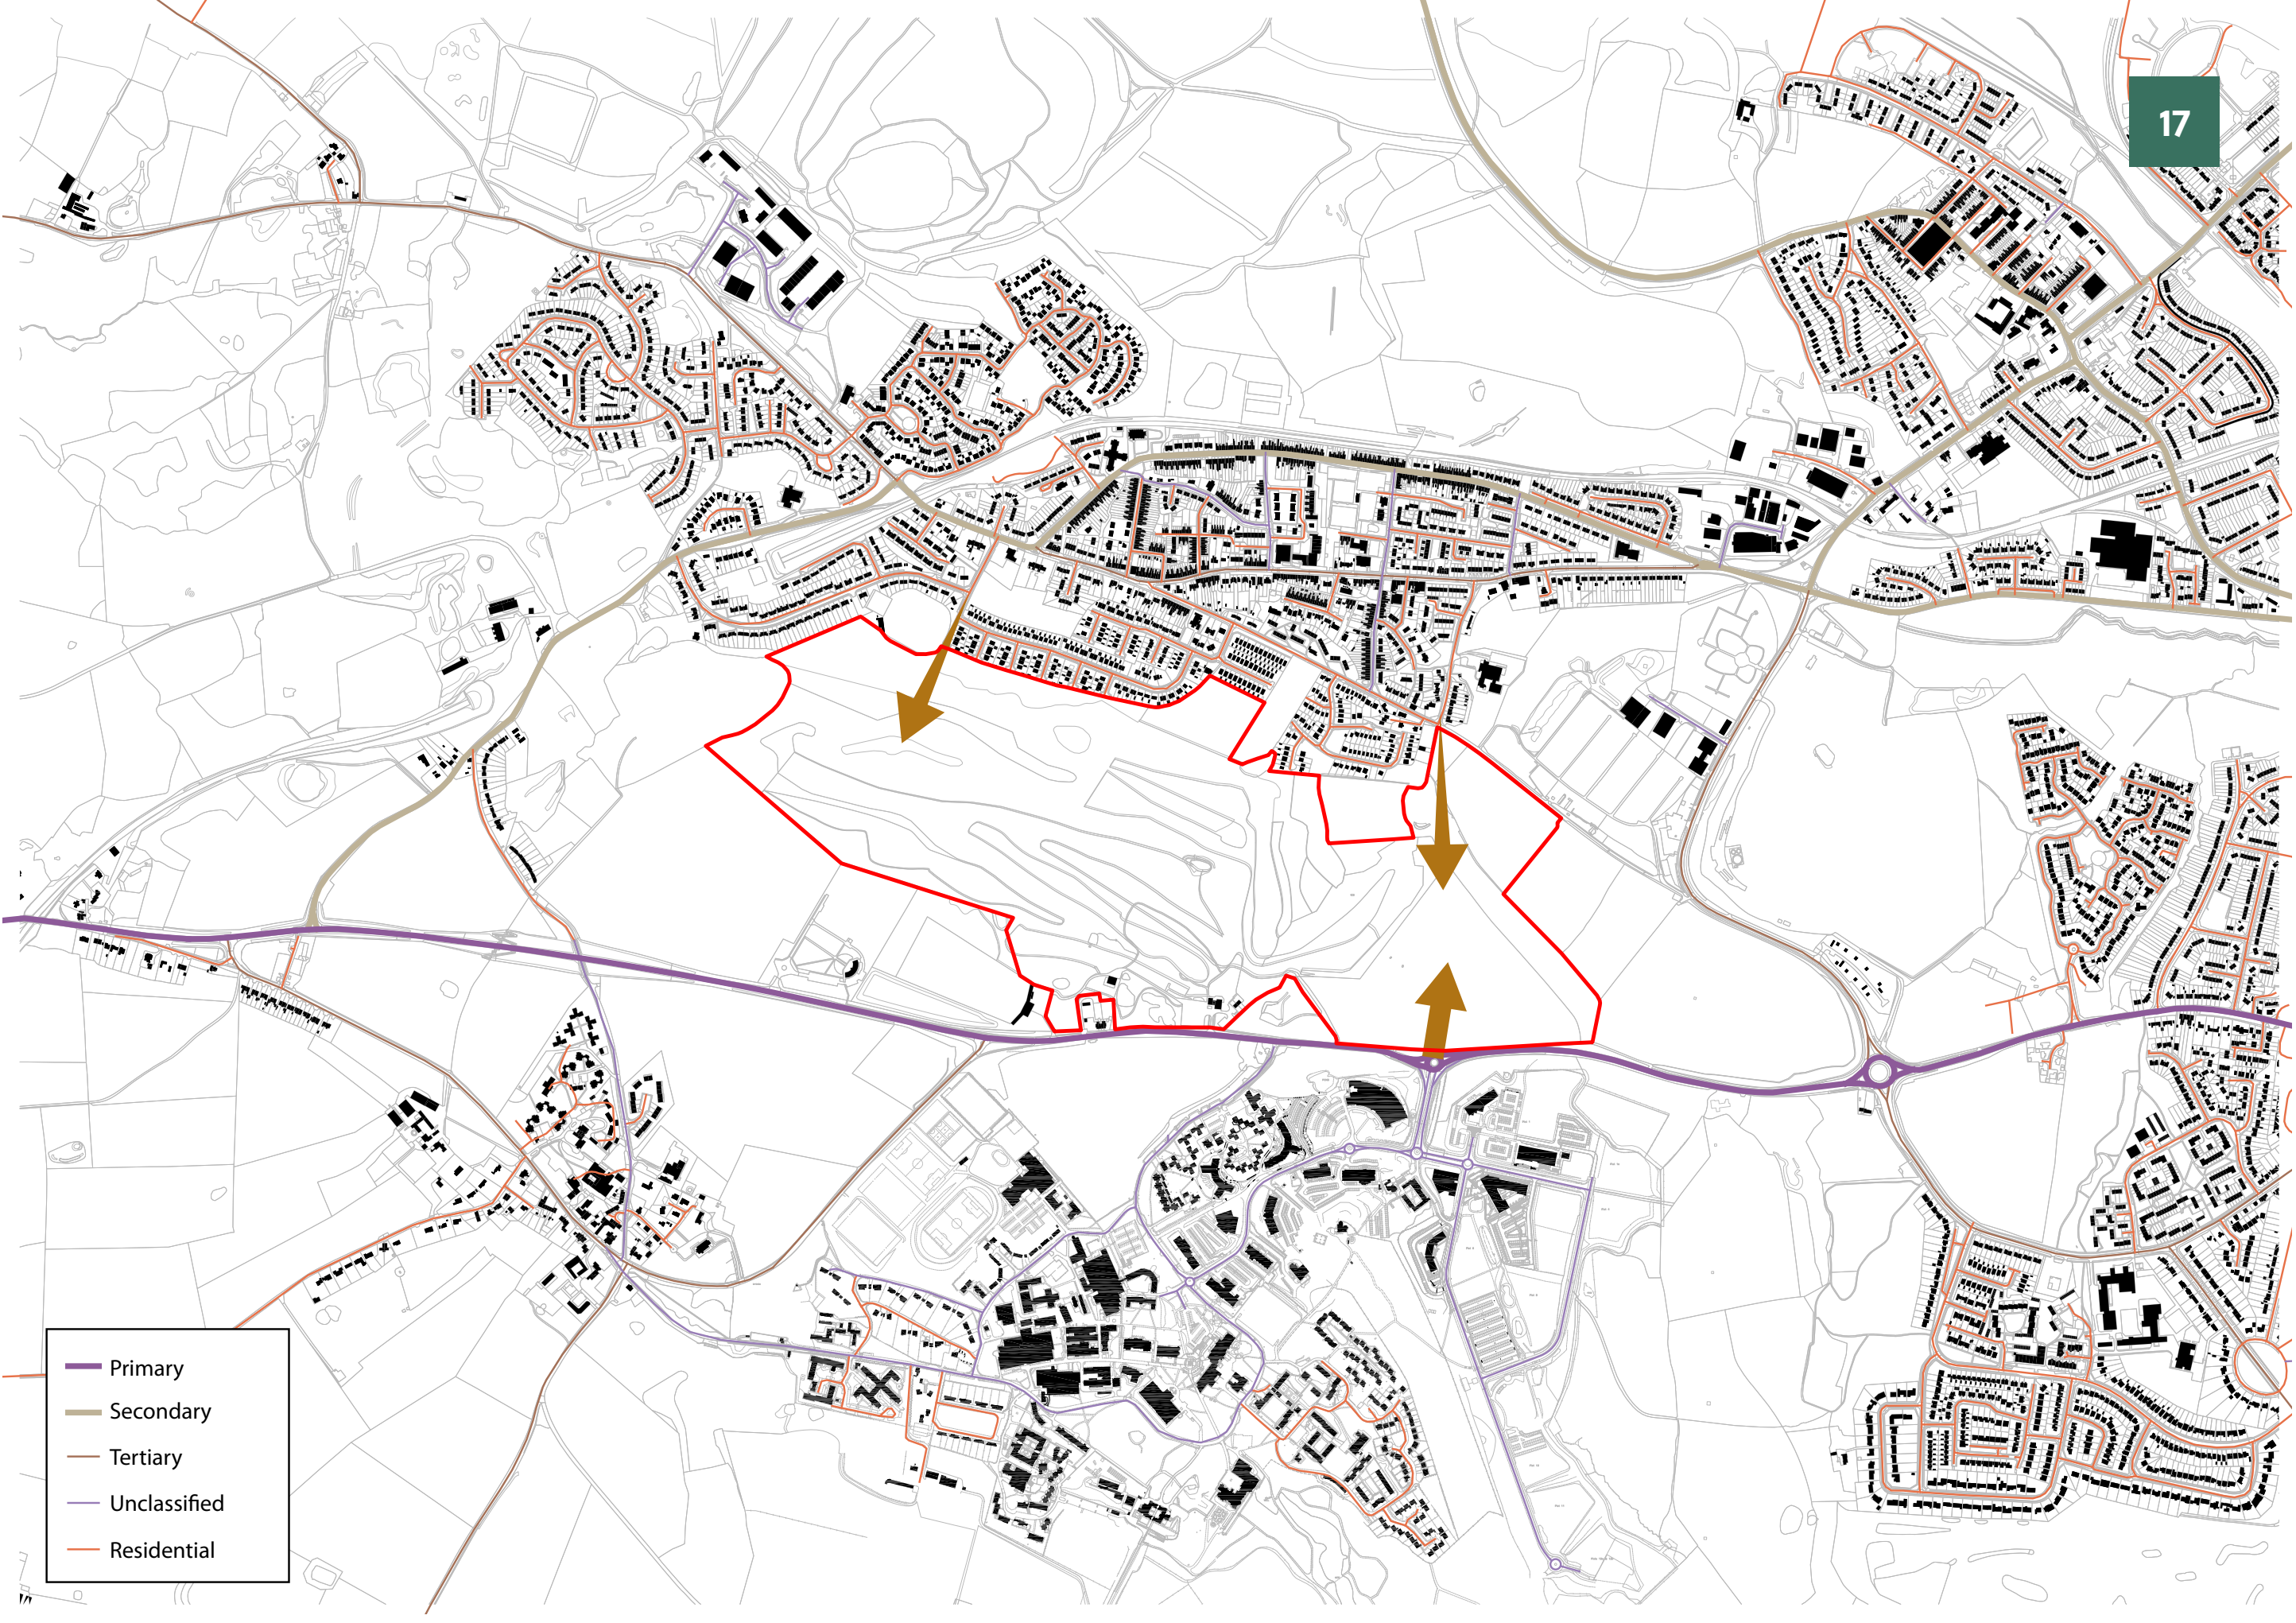 17
Primary
Secondary
Tertiary
Unclassified
Residential